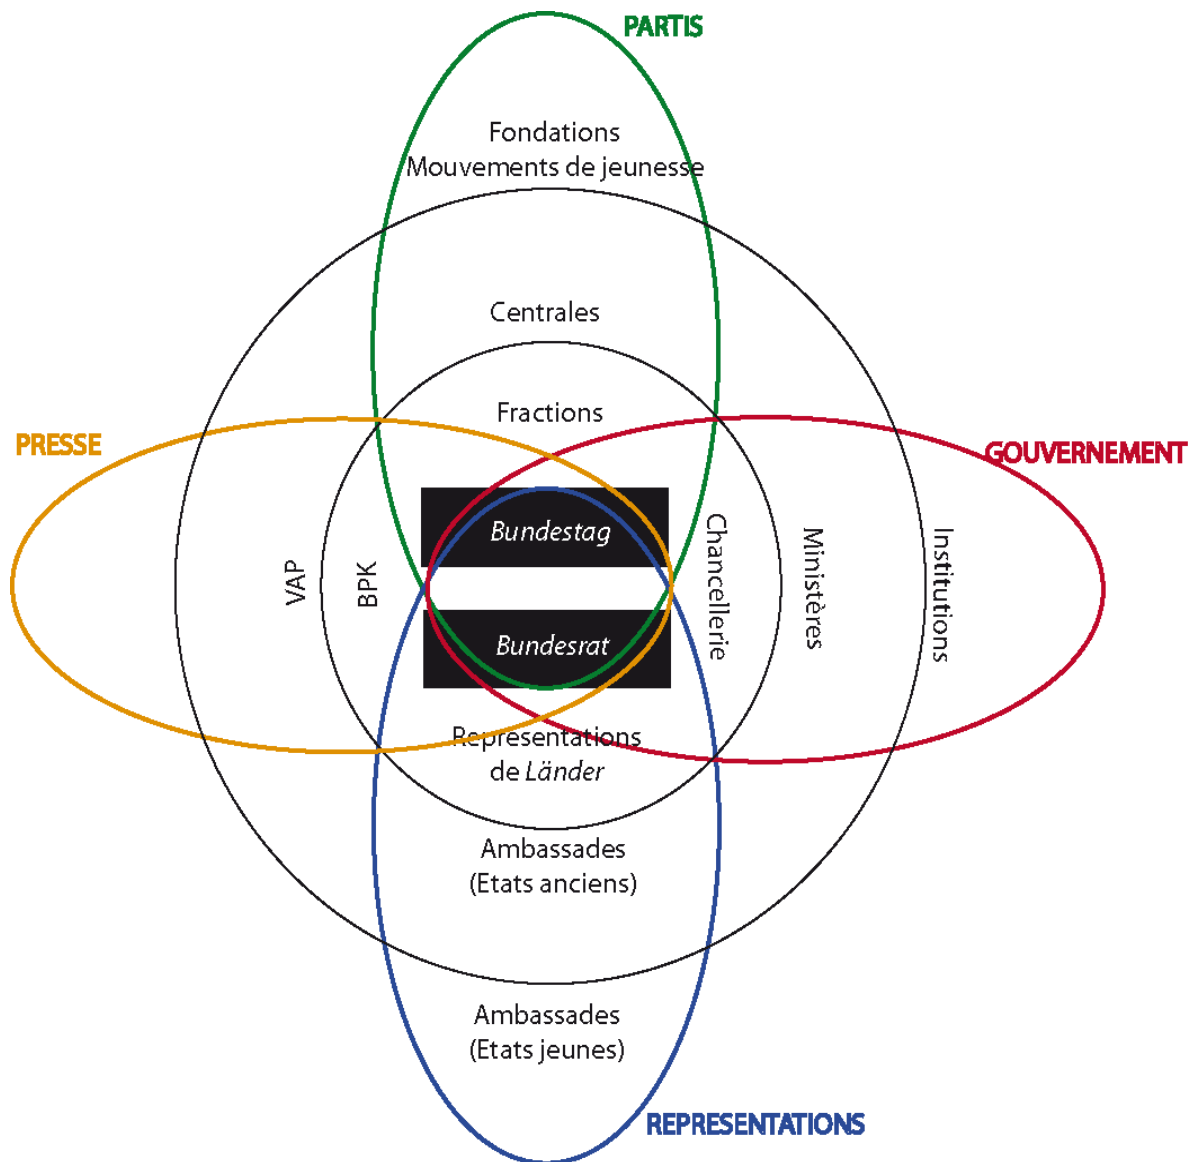 PARTIS
Fondations
Mouvements de jeunesse
Centrales
Fractions
PRESSE
GOUVERNEMENT
Bundestag
VAP
BPK
Chancellerie
Ministères
Institutions
Bundesrat
Representations
de Länder
Ambassades
(Etats anciens)
Ambassades
(Etats jeunes)
REPRESENTATIONS